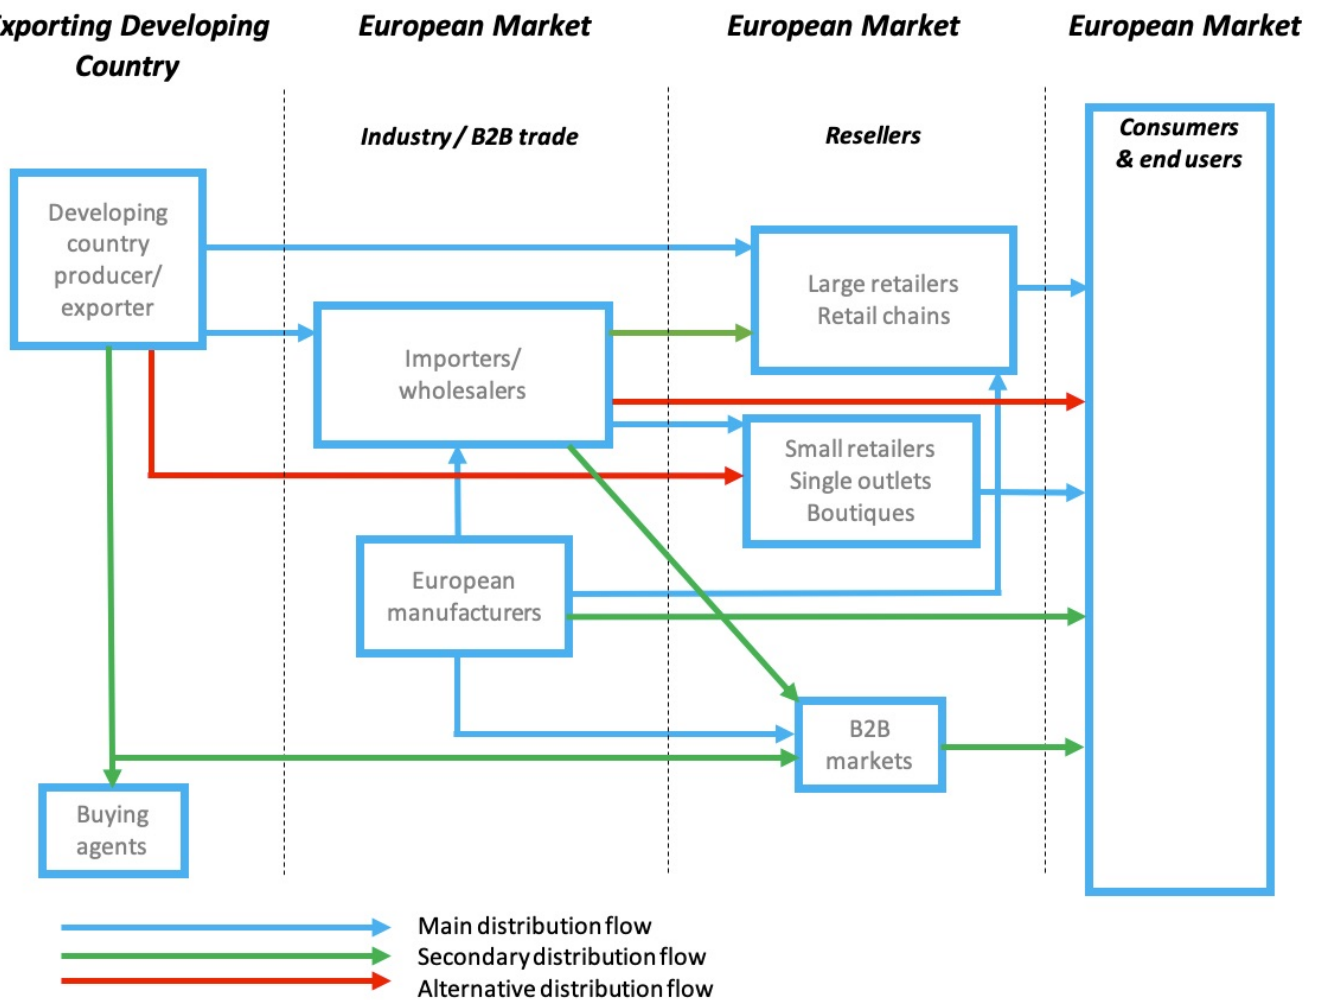 xporting Developing
Country
European Market
European Market
European Market
Industry / B2B trade
Resellers
Consumers
& end users
Developing
country
producer/
exporter
Importers/
wholesalers
Large retailers
Retail chains
Small retailers
Single outlets
Boutiques
European
manufacturers
B2B
markets
Buying
agents
Main distribution flow
Secondary distribution flow
Alternative distribution flow